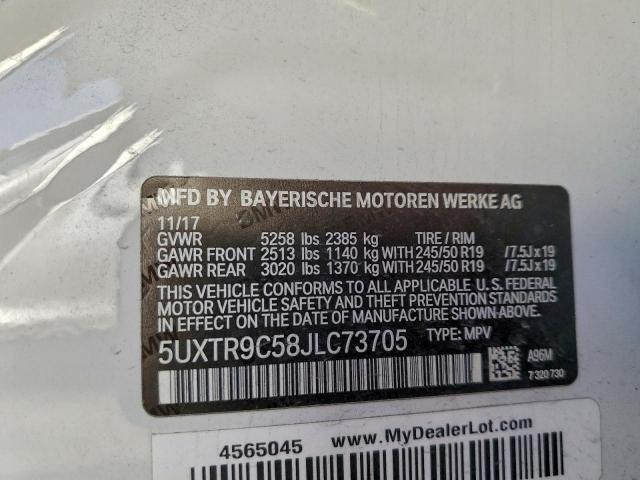 MFD BY BAYERISCHE MOTOREN WERKE AG
11/17
GVWR 5258 lbs 2385 kg TIRE / RIM
GAWR FRONT 2513 lbs 1140 kg WITH 245/50 R19 /7.5J x 19
GAWR REAR 3020 lbs 1370 kg WITH 245/50 R19 /7.5J x 19
THIS VEHICLE CONFORMS TO ALL APPLICABLE U. S. FEDERAL
MOTOR VEHICLE SAFETY AND THEFT PREVENTION STANDARDS
IN EFFECT ON THE DATE OF MANUFACTURE SHOWN ABOVE.
5UXTR9C58JLC73705 TYPE: MPV
A96M
7 320 730
4565045 www.MyDealerLot.com